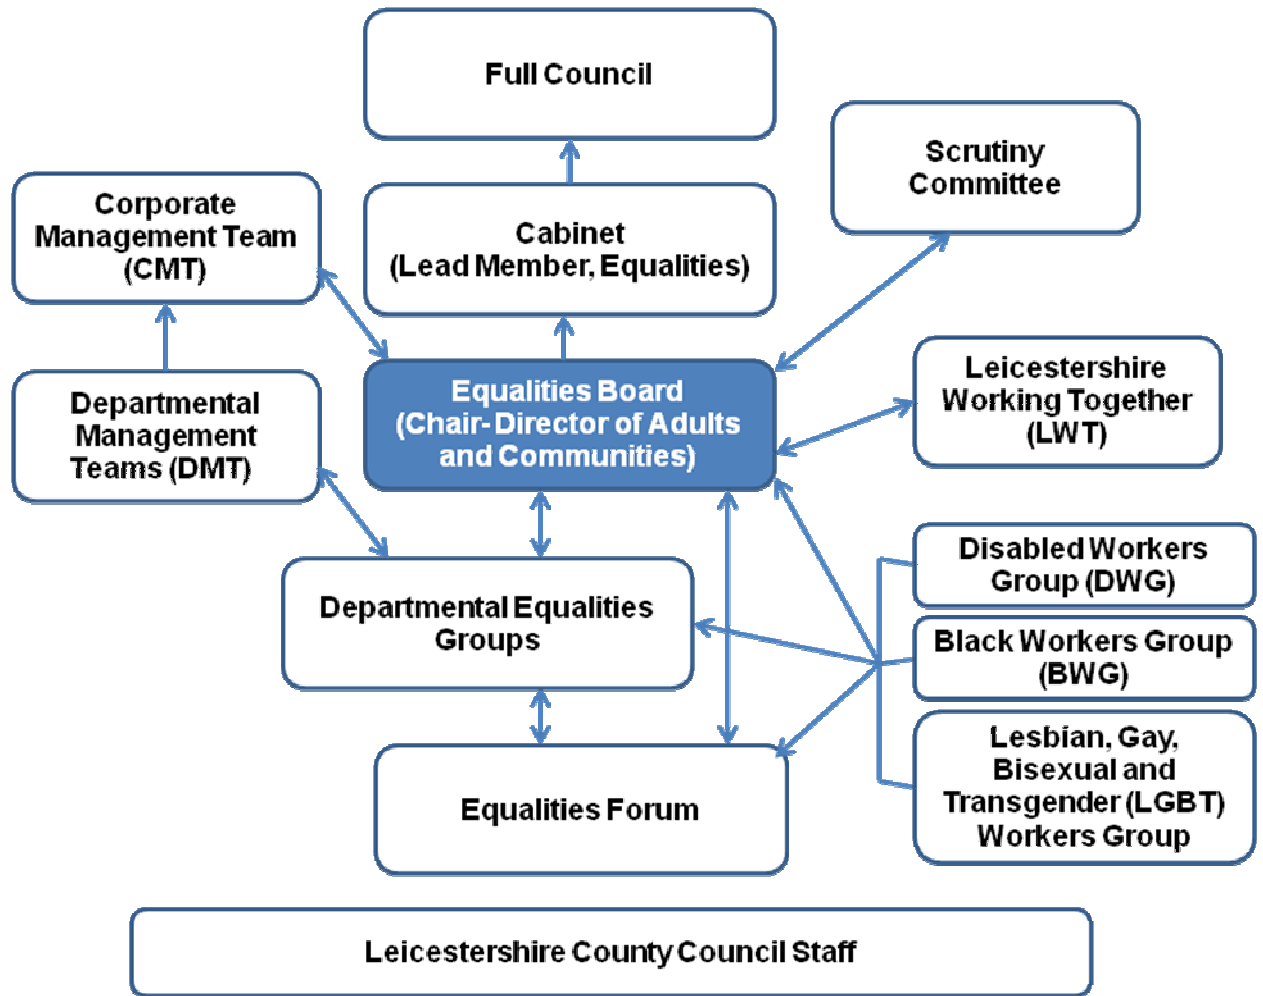 Full Council
Scrutiny
Committee
Corporate
Management Team
(CMT)
Cabinet
(Lead Member, Equalities)
Leicestershire
Working Together
(LWT)
Departmental
Management
Teams (DMT)
Equalities Board
(Chair- Director of Adults
and Communities)
Disabled Workers
Group (DWG)
Departmental Equalities
Groups
Black Workers Group
(BWG)
Lesbian, Gay,
Bisexual and
Transgender (LGBT)
Workers Group
Equalities Forum
Leicestershire County Council Staff